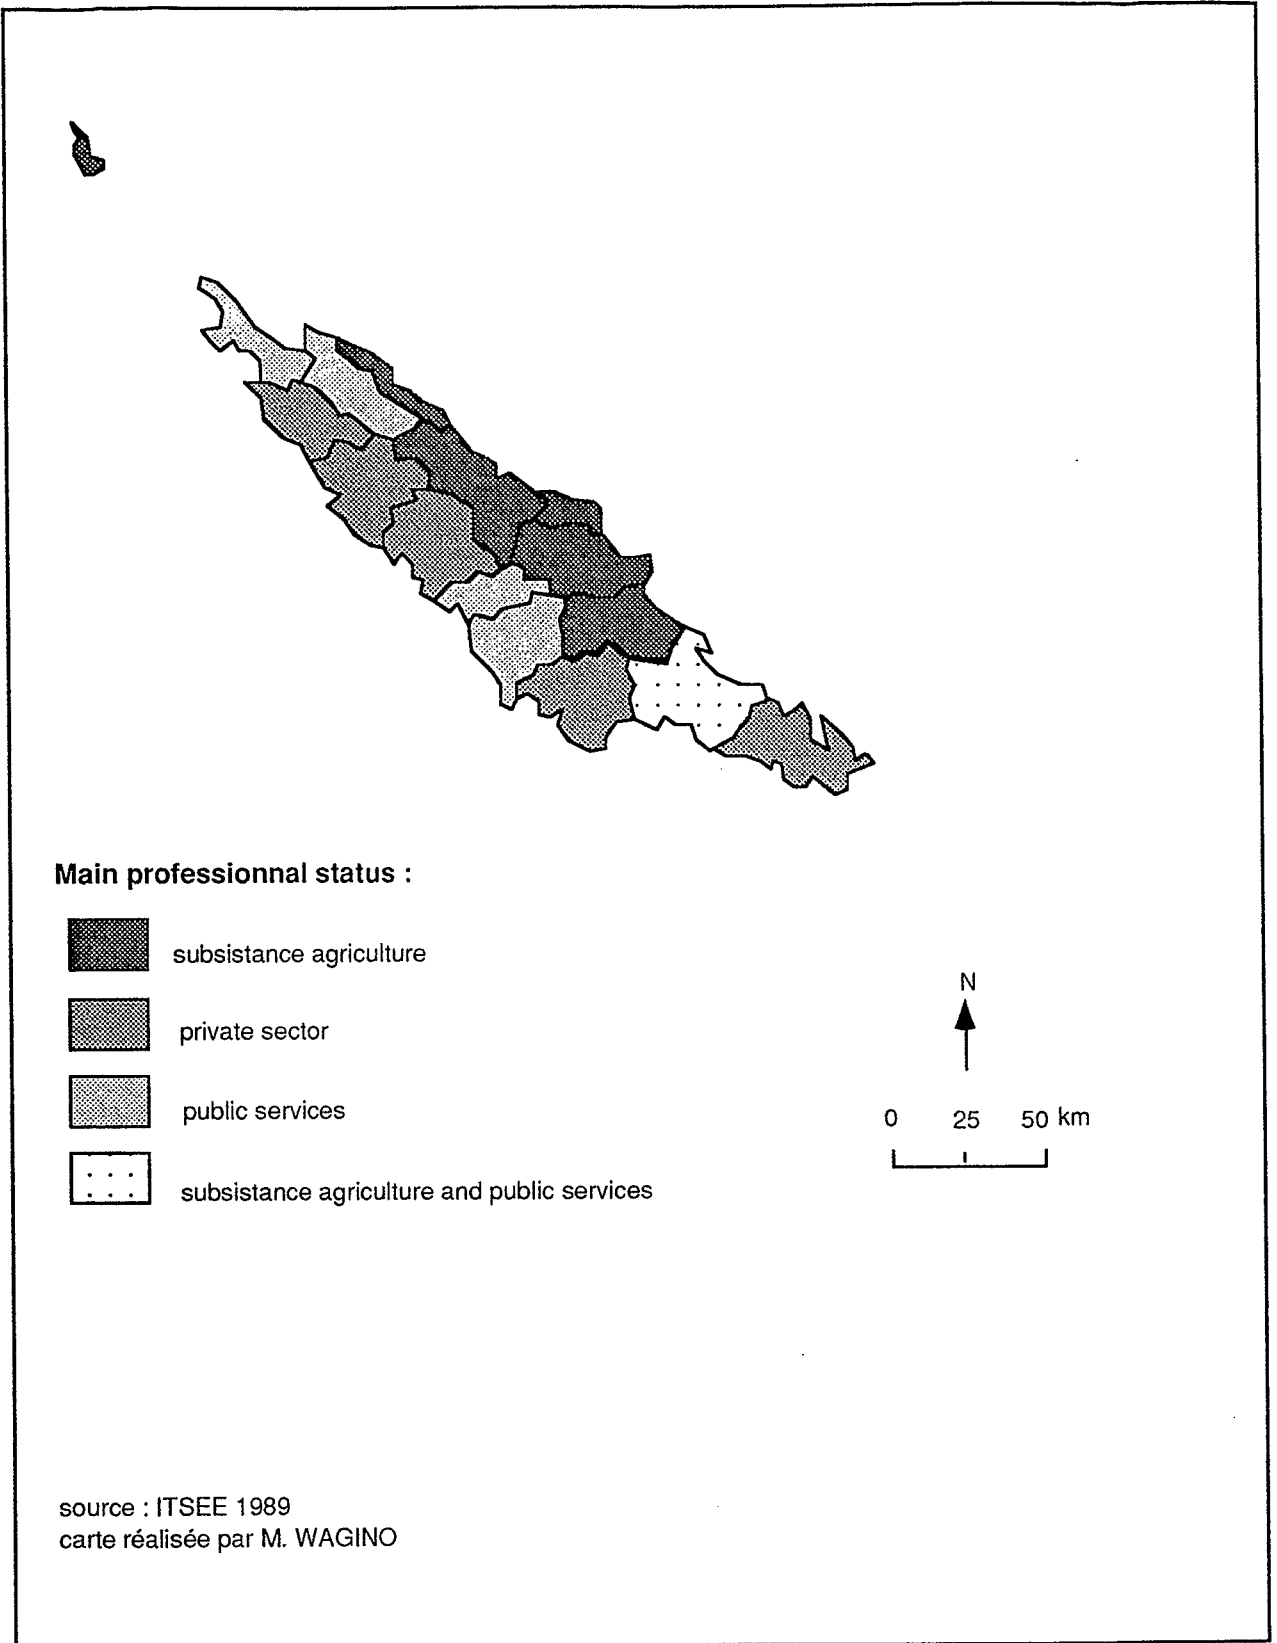 Main professionnal status :
subsistance agriculture
private sector
public services
subsistance agriculture and public services
N
0 25 50 km
source : ITSEE 1989
carte réalisée par M. WAGINO